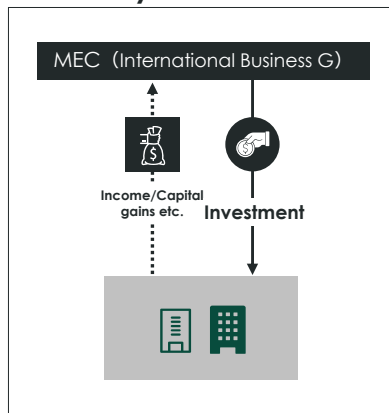 MEC（International Business G）
Income/Capital
gains etc.
Investment